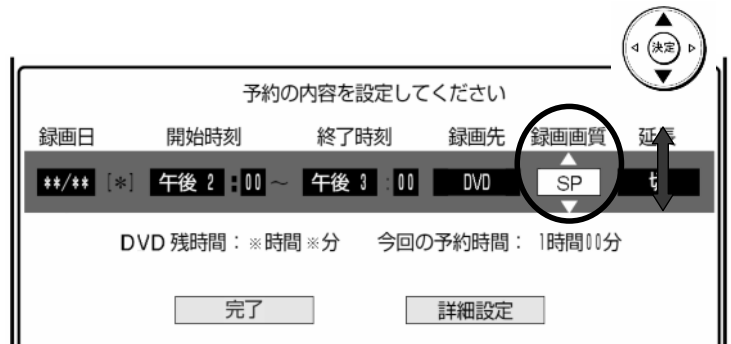 決定
予約の内容を設定してください
録画日 開始時刻 終了時刻 録画先 録画画質 延長
**/** [*] 午後 2:00 ~ 午後 3:00 DVD SP 切
DVD 残時間：※時間※分 今回の予約時間： 1時間00分
完了 詳細設定